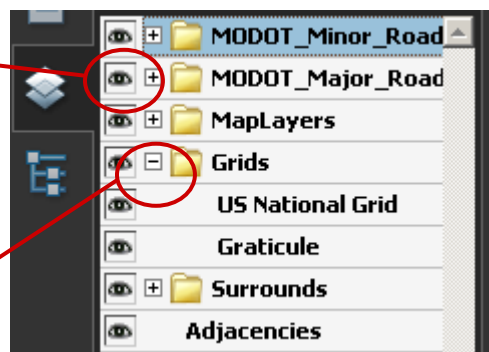 MODOT_Minor_Road
MODOT_Major_Road
MapLayers
Grids
US National Grid
Graticule
Surrounds
Adjacencies